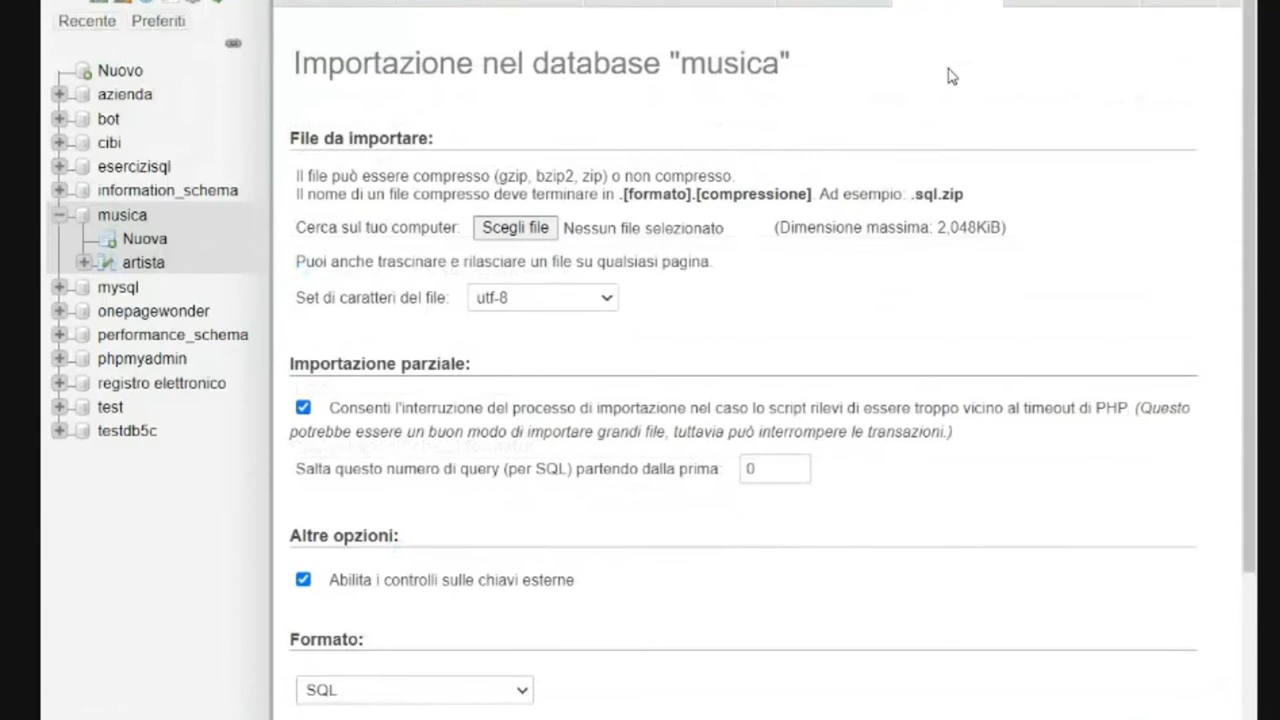 Recente Preferiti
Nuovo
azienda
bot
cibi
esercizisql
information_schema
musica
Nuova
artista
mysql
onepagewonder
performance_schema
phpmyadmin
registro elettronico
test
testdb5c
Importazione nel database "musica"
File da importare:
Il file può essere compresso (gzip, bzip2, zip) o non compresso.
Il nome di un file compresso deve terminare in .[formato].[compressione]. Ad esempio: .sql.zip
Cerca sul tuo computer: Scegli file Nessun file selezionato (Dimensione massima: 2,048KiB)
Puoi anche trascinare e rilasciare un file su qualsiasi pagina.
Set di caratteri del file: utf-8
Importazione parziale:
Consenti l'interruzione del processo di importazione nel caso lo script rilevi di essere troppo vicino al timeout di PHP. (Questo
potrebbe essere un buon modo di importare grandi file, tuttavia può interrompere le transazioni.)
Salta questo numero di query (per SQL) partendo dalla prima: 0
Altre opzioni:
Abilita i controlli sulle chiavi esterne
Formato:
SQL